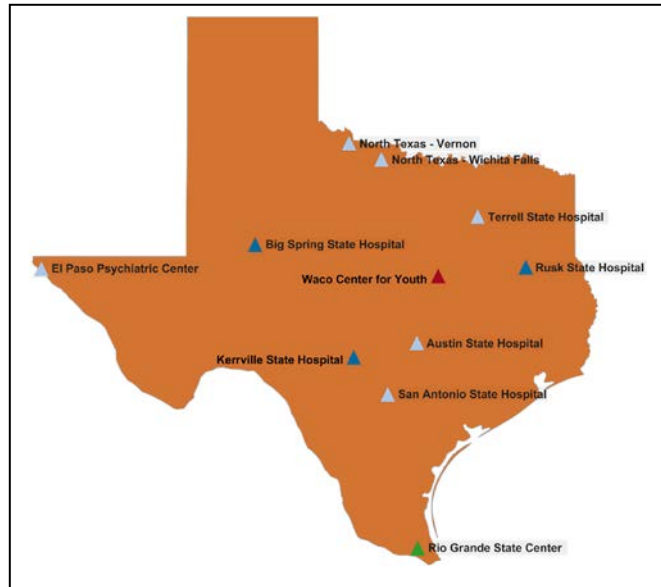 North Texas - Vernon
North Texas - Wichita Falls
Terrell State Hospital
Big Spring State Hospital
El Paso Psychiatric Center
Rusk State Hospital
Waco Center for Youth
Austin State Hospital
Kerrville State Hospital
San Antonio State Hospital
Rio Grande State Center